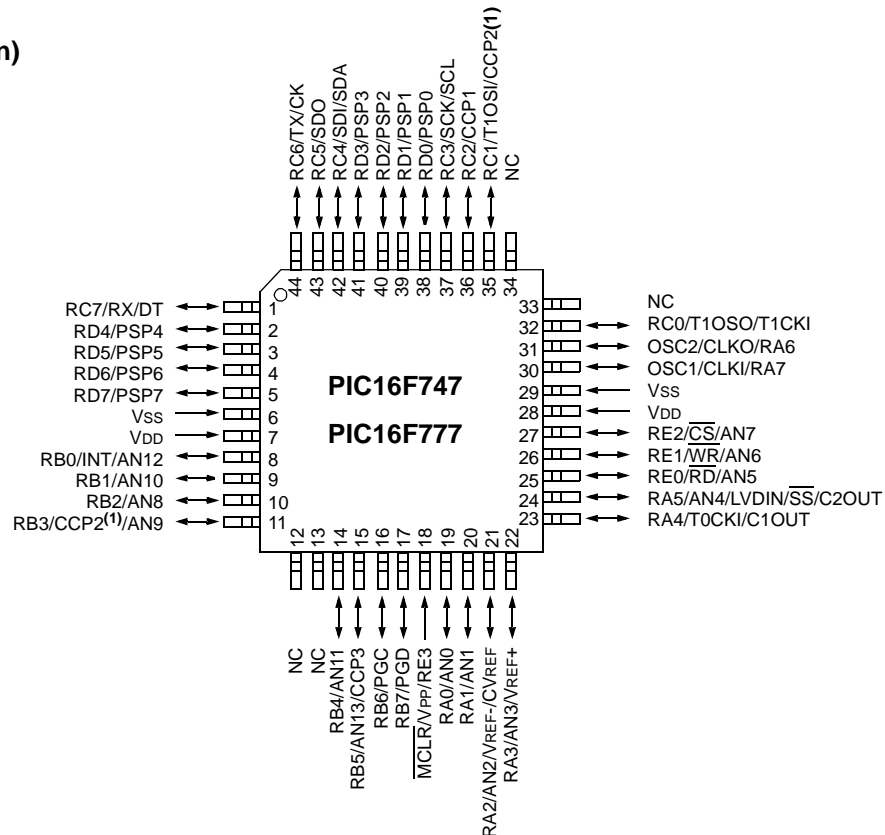 n)
RC6/TX/CK
RC5/SDO
RC4/SDI/SDA
RD3/PSP3
RD2/PSP2
RD1/PSP1
RD0/PSP0
RC3/SCK/SCL
RC2/CCP1
RC1/T1OSI/CCP2(1)
NC
44
43
42
41
40
39
38
37
36
35
34
RC7/RX/DT 1
RD4/PSP4 2
RD5/PSP5 3
RD6/PSP6 4
RD7/PSP7 5
VSS 6
VDD 7
RB0/INT/AN12 8
RB1/AN10 9
RB2/AN8 10
RB3/CCP2(1)/AN9 11
PIC16F747
PIC16F777
33 NC
32 RC0/T1OSO/T1CKI
31 OSC2/CLKO/RA6
30 OSC1/CLKI/RA7
29 VSS
28 VDD
27 RE2/CS/AN7
26 RE1/WR/AN6
25 RE0/RD/AN5
24 RA5/AN4/LVDIN/SS/C2OUT
23 RA4/T0CKI/C1OUT
12
13
14
15
16
17
18
19
20
21
22
NC
NC
RB4/AN11
RB5/AN13/CCP3
RB6/PGC
RB7/PGD
MCLR/VPP/RE3
RA0/AN0
RA1/AN1
RA2/AN2/VREF-/CVREF
RA3/AN3/VREF+